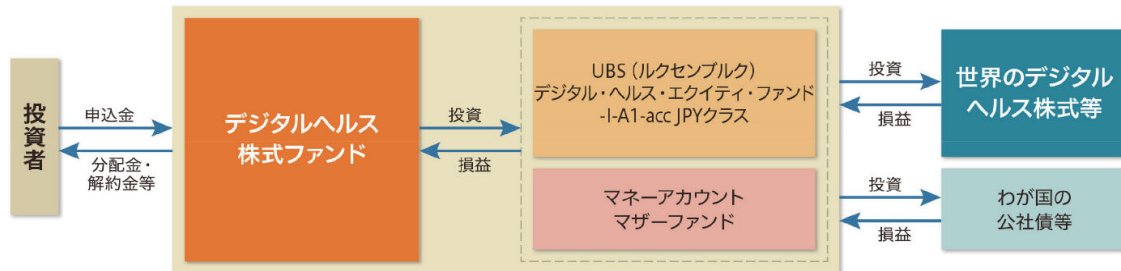 投資者
申込金
分配金・
解約金等
デジタルヘルス
株式ファンド
投資
損益
UBS（ルクセンブルク）
デジタル・ヘルス・エクイティ・ファンド
-I-A1-acc JPYクラス
マネーアカウント
マザーファンド
投資
損益
世界のデジタル
ヘルス株式等
投資
損益
わが国の
公社債等